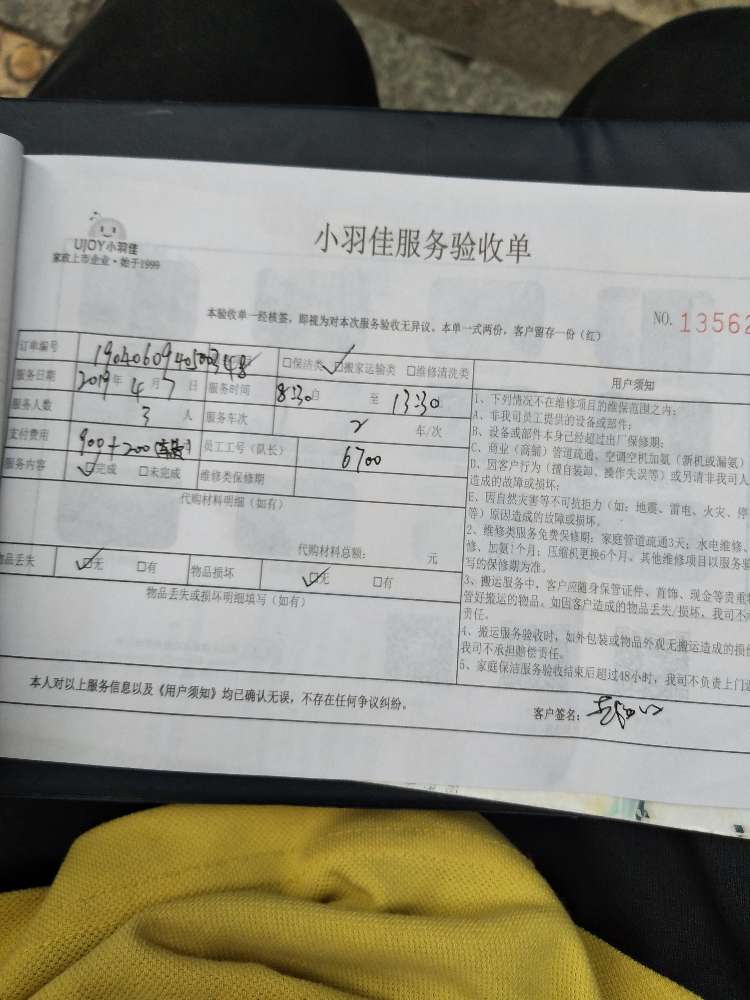 UJOY小羽佳
家政上市企业·始于1999
小羽佳服务验收单
本验收单一经核签,即视为对本次服务验收无异议。本单一式两份,客户留存一份(红)
NO. 13562
订单编号
□保洁类 ☑搬家运输类 □维修清洗类
服务日期 2019年 4月 7日 服务时间 8:30自 至 13:30
服务人数 3 人 服务车次 2 车/次
支付费用 900+200 员工工号(队长) 6700
服务内容 ☑完成 □未完成 维修类保修期
代购材料明细(如有)
代购材料总额: 元
物品丢失 ☑无 □有 物品损坏 ☑无 □有
物品丢失或损坏明细填写(如有)
用户须知
1、下列情况不在维修项目的维保范围之内:
A、非我司员工提供的设备或部件;
B、设备或部件本身已经超过出厂保修期;
C、商业(商铺)管道疏通、空调空机加氨(新机或漏氨)
D、因客户行为(擅自装卸、操作失误等)或另请非我司人
造成的故障或损坏;
E、因自然灾害等不可抗拒力(如:地震、雷电、火灾、停
等)原因造成的故障或损坏。
2、维修类服务免费保修期:家庭管道疏通3天;水电维修、
修、加氨1个月;压缩机更换6个月。其他维修项目以服务验
写的保修期为准。
3、搬运服务中,客户应随身保管证件、首饰、现金等贵重
管好搬运的物品。如因客户造成的物品丢失/损坏,我司不
责任。
4、搬运服务验收时,如外包装或物品外观无搬运造成的损
我司不承担赔偿责任。
5、家庭保洁服务验收结束后超过48小时,我司不负责上门
本人对以上服务信息以及《用户须知》均已确认无误,不存在任何争议纠纷。
客户签名: